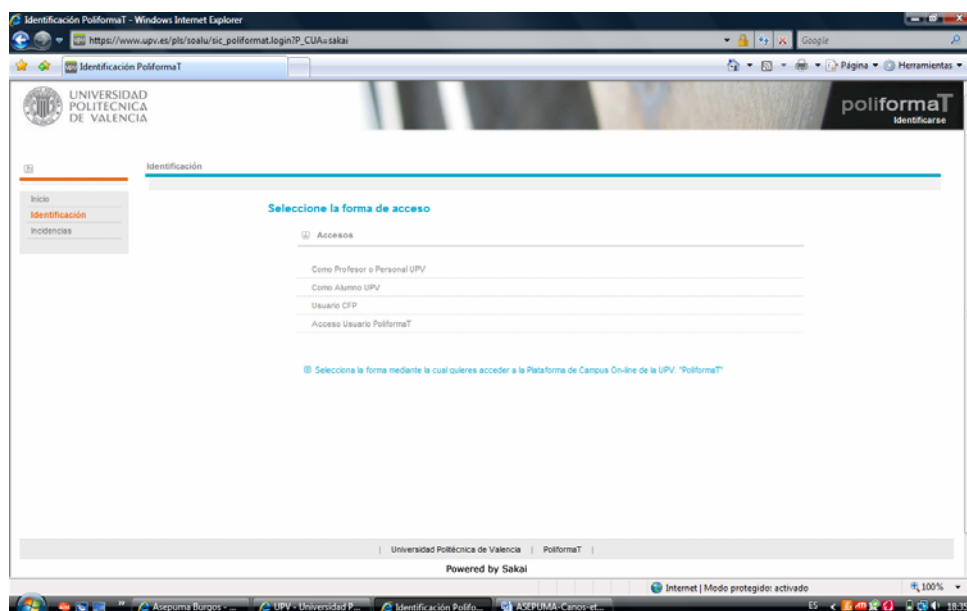 Identificación PoliformaT - Windows Internet Explorer
https://www.upv.es/pls/soalu/sic_poliformat.login?P_CUA=sakai
Google
Identificación PoliformaT
Página
Herramientas
UNIVERSIDAD
POLITECNICA
DE VALENCIA
poliformaT
Identificarse
Identificación
Inicio
Identificación
Incidencias
Seleccione la forma de acceso
Accesos
Como Profesor o Personal UPV
Como Alumno UPV
Usuario CFP
Acceso Usuario PoliformaT
Selecciona la forma mediante la cual quieres acceder a la Plataforma de Campus On-line de la UPV. "PoliformaT"
| Universidad Politécnica de Valencia | PoliformaT |
Powered by Sakai
Internet | Modo protegido: activado
100%
Asepuma Burgos - ...
UPV - Universidad P...
Identificación Polifo...
ASEPUMA-Canos-et...
ES
18:35